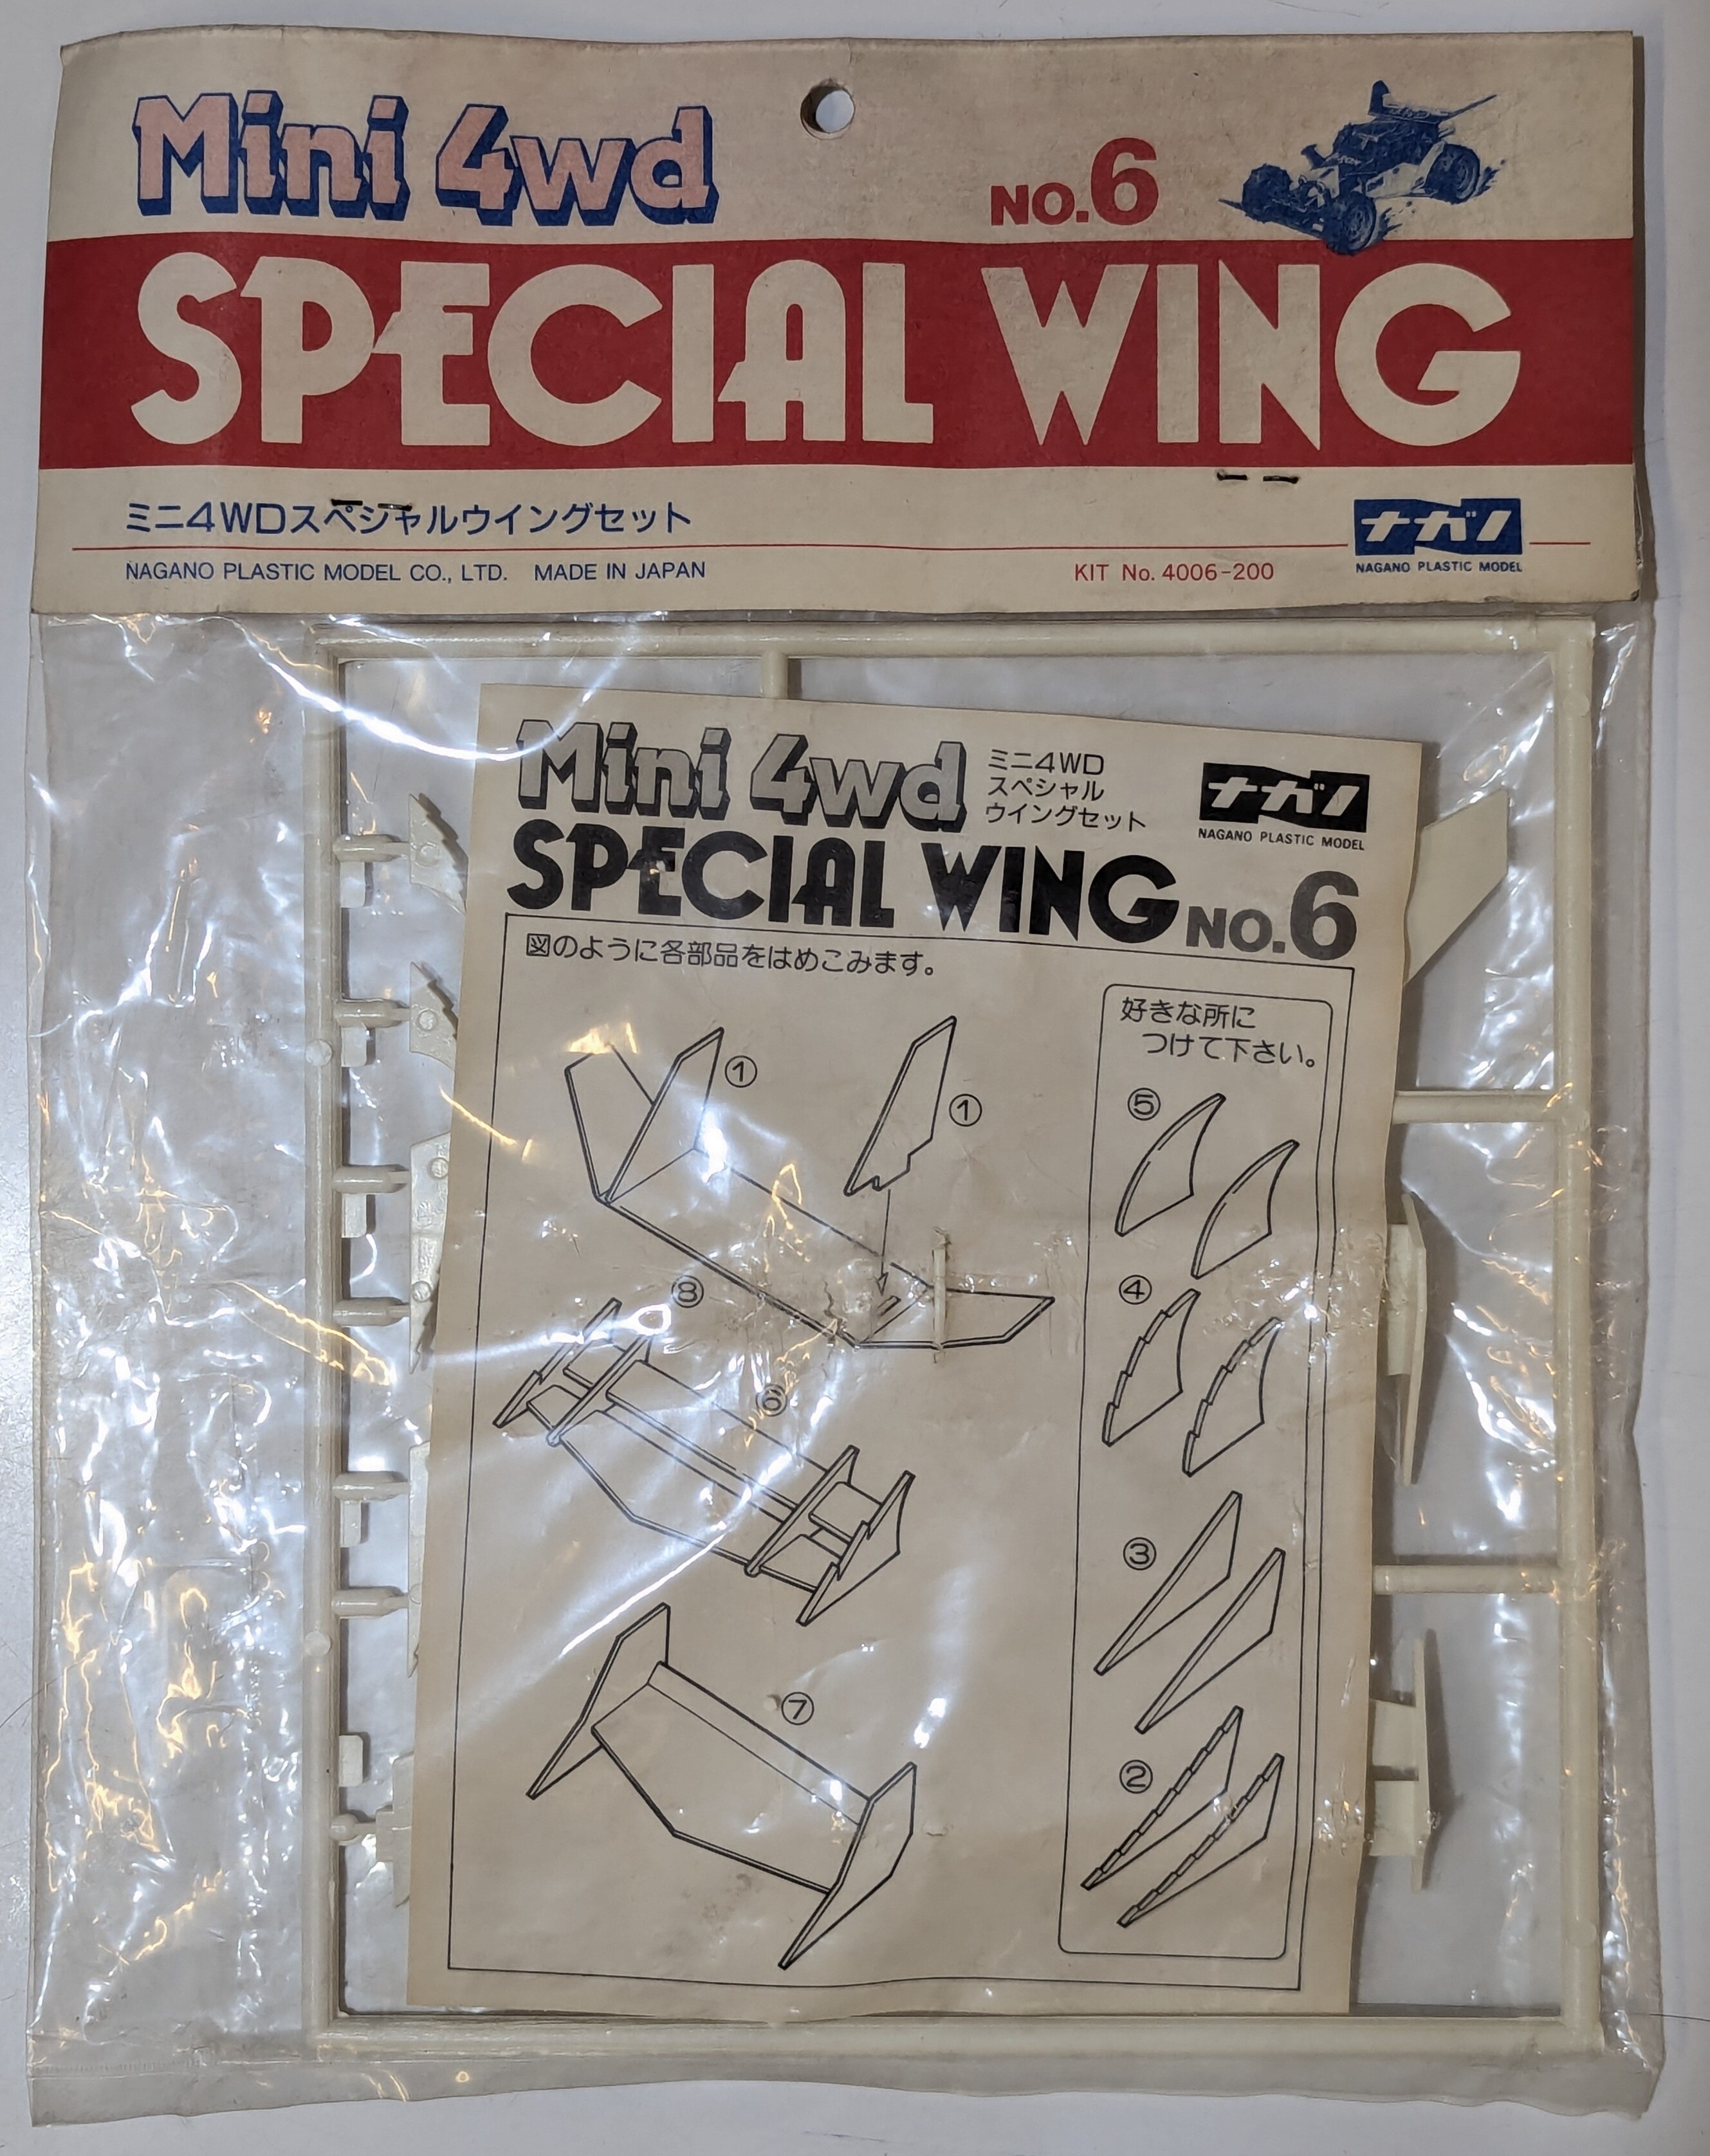 Mini 4wd
NO.6
SPECIAL WING
ミニ4WDスペシャルウイングセット
NAGANO PLASTIC MODEL CO., LTD. MADE IN JAPAN
KIT No. 4006-200
ナガノ
NAGANO PLASTIC MODEL
Mini 4wd
ミニ4WD
スペシャル
ウイングセット
ナガノ
NAGANO PLASTIC MODEL
SPECIAL WING NO.6
図のように各部品をはめこみます。
好きな所に
つけて下さい。
①
①
⑤
⑧
④
⑥
③
⑦
②